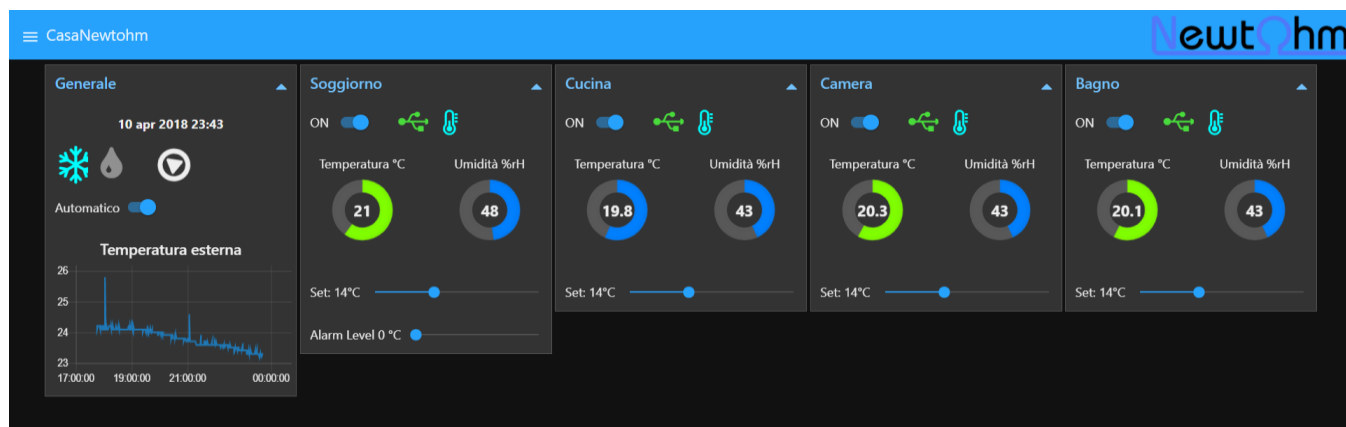 CasaNewtohm
NewtΩhm
Generale
10 apr 2018 23:43
Automatico
Temperatura esterna
26
25
24
23
17:00:00 19:00:00 21:00:00 00:00:00
Soggiorno
ON
Temperatura °C Umidità %rH
21 48
Set: 14°C
Alarm Level 0 °C
Cucina
ON
Temperatura °C Umidità %rH
19.8 43
Set: 14°C
Camera
ON
Temperatura °C Umidità %rH
20.3 43
Set: 14°C
Bagno
ON
Temperatura °C Umidità %rH
20.1 43
Set: 14°C